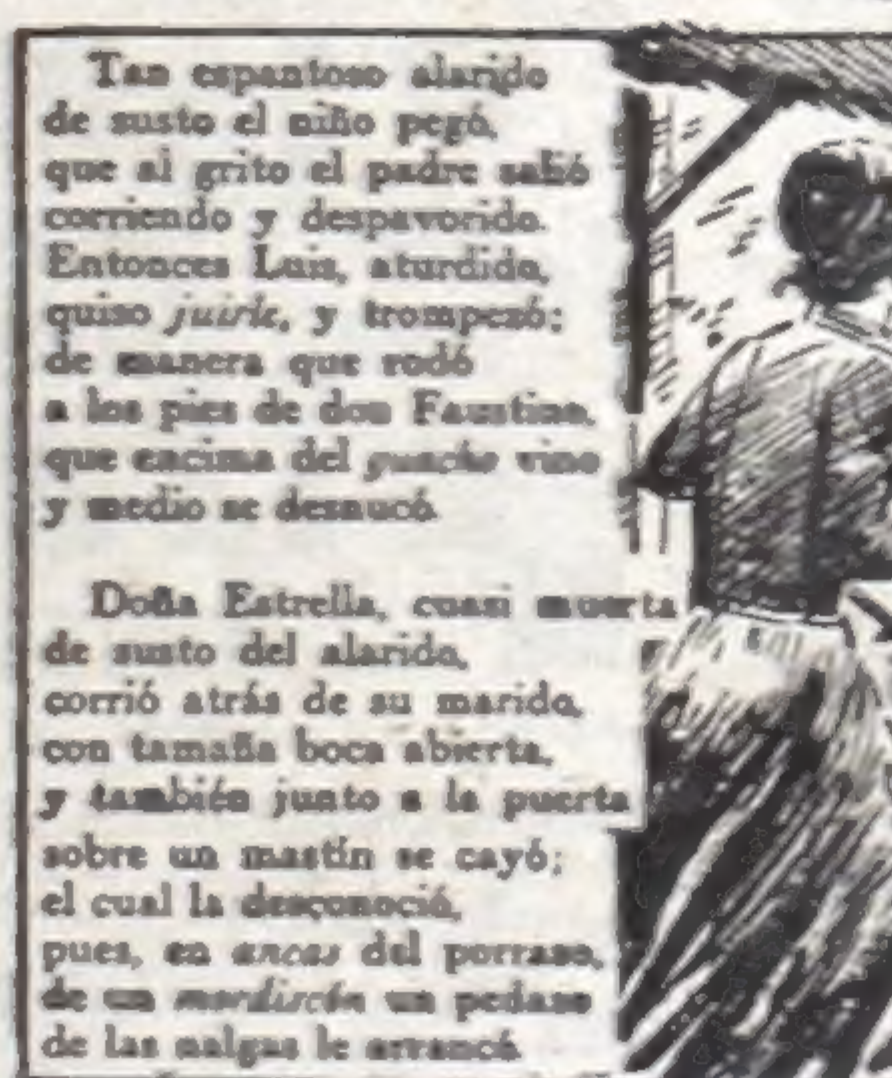 Tan espantoso alarido
de susto el niño pegó,
que al grito el padre salió
corriendo y despavorido.
Entonces Luis, aturdido,
quiso juirle, y trompezó;
de manera que rodó
a los pies de don Faustino,
que encima del guacho vino
y medio se desnucó.
Doña Estrella, cuasi muerta
de susto del alarido,
corrió atrás de su marido,
con tamaña boca abierta,
y también junto a la puerta
sobre un mastín se cayó;
el cual la desconoció,
pues, en ancas del porrazo,
de un mordiscón un pedazo
de las nalgas le arrancó.